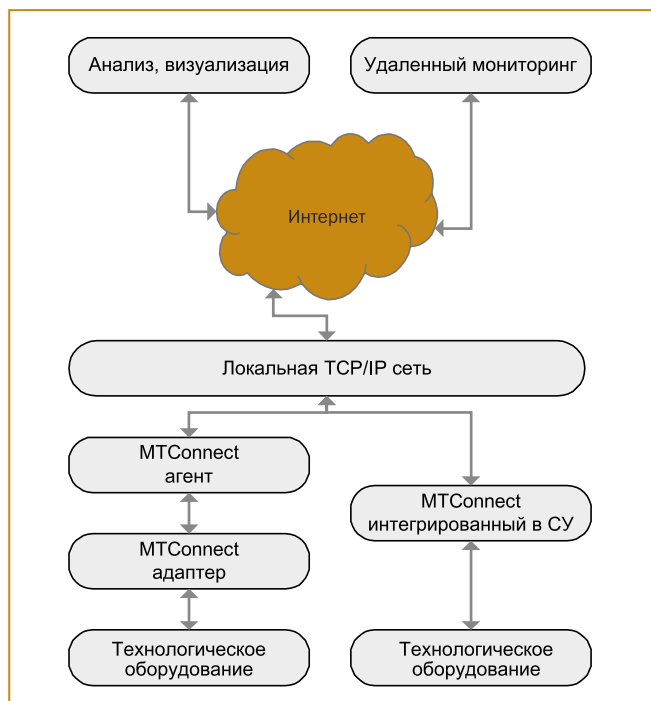 Анализ, визуализация
Удаленный мониторинг
Интернет
Локальная TCP/IP сеть
MTConnect
агент
MTConnect
интегрированный в СУ
MTConnect
адаптер
Технологическое
оборудование
Технологическое
оборудование